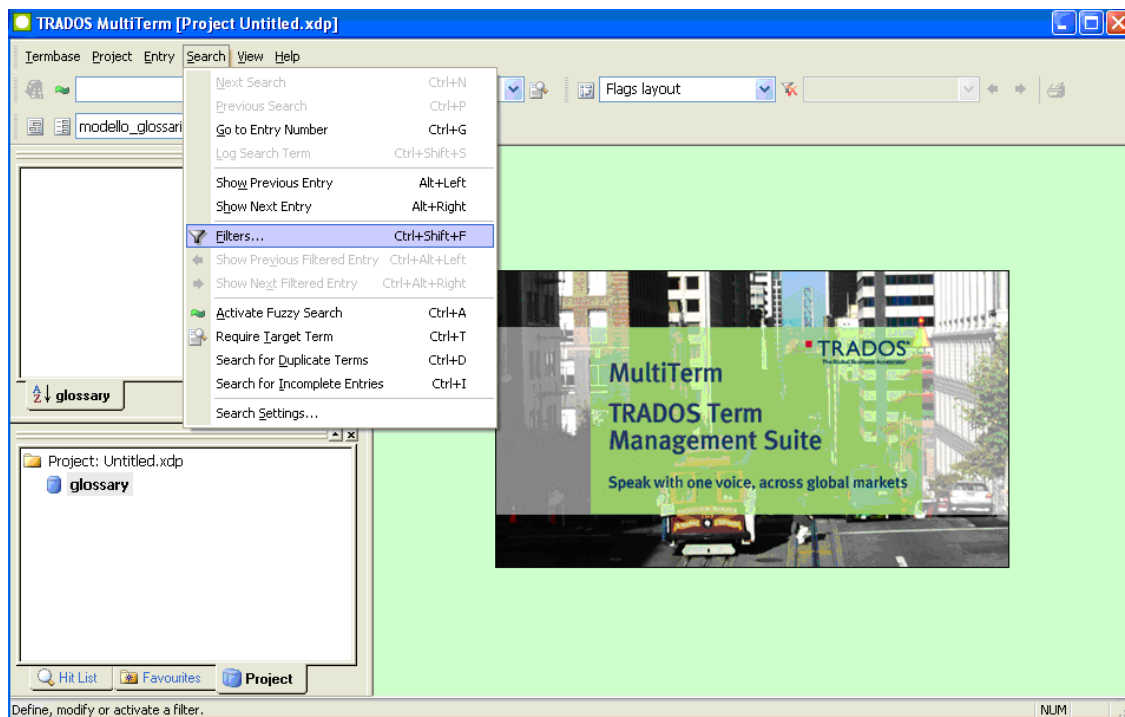 TRADOS MultiTerm [Project Untitled.xdp]
Termbase Project Entry Search View Help
Flags layout
modello_glossari
Next Search Ctrl+N
Previous Search Ctrl+P
Go to Entry Number Ctrl+G
Log Search Term Ctrl+Shift+S
Show Previous Entry Alt+Left
Show Next Entry Alt+Right
Filters... Ctrl+Shift+F
Show Previous Filtered Entry Ctrl+Alt+Left
Show Next Filtered Entry Ctrl+Alt+Right
Activate Fuzzy Search Ctrl+A
Require Target Term Ctrl+T
Search for Duplicate Terms Ctrl+D
Search for Incomplete Entries Ctrl+I
Search Settings...
glossary
Project: Untitled.xdp
glossary
Hit List Favourites Project
TRADOS
The Global Business Accelerator
MultiTerm
TRADOS Term
Management Suite
Speak with one voice, across global markets
Define, modify or activate a filter. NUM